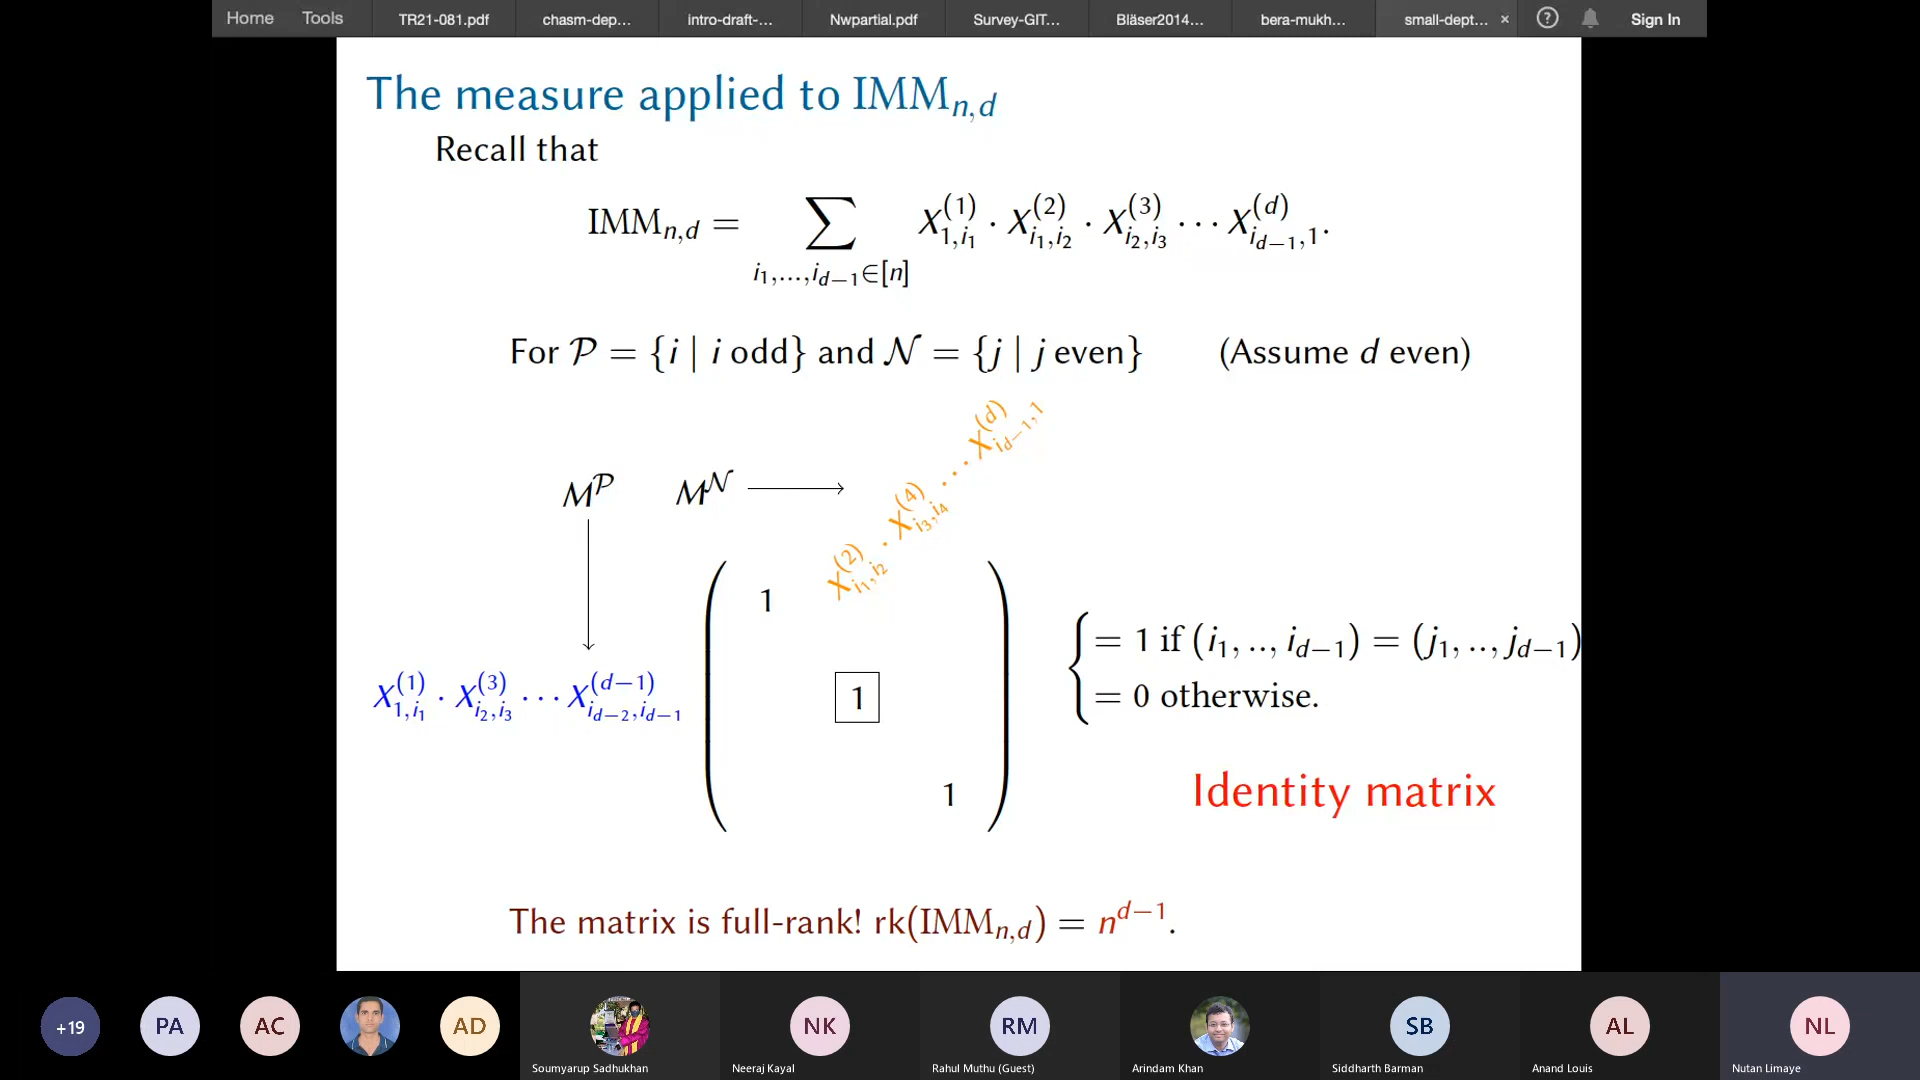 Home Tools TR21-081.pdf chasm-dep... intro-draft-... Nwpartial.pdf Survey-GIT... Bläser2014... bera-mukh... small-dept... × ? Sign In
The measure applied to IMM_{n,d}
Recall that
IMM_{n,d} = ∑_{i_1,...,i_{d−1}∈[n]} X^{(1)}_{1,i_1} · X^{(2)}_{i_1,i_2} · X^{(3)}_{i_2,i_3} ··· X^{(d)}_{i_{d−1},1}.
For 𝒫 = {i | i odd} and 𝒩 = {j | j even} (Assume d even)
M^𝒫 M^𝒩
X^{(2)}_{i_1,i_2} · X^{(4)}_{i_3,i_4} ··· X^{(d)}_{i_{d−1},1}
1
= 1 if (i_1, .., i_{d−1}) = (j_1, .., j_{d−1})
X^{(1)}_{1,i_1} · X^{(3)}_{i_2,i_3} ··· X^{(d−1)}_{i_{d−2},i_{d−1}} 1 = 0 otherwise.
1 Identity matrix
The matrix is full-rank! rk(IMM_{n,d}) = n^{d−1}.
+19 PA AC AD NK RM SB AL NL
Soumyarup Sadhukhan Neeraj Kayal Rahul Muthu (Guest) Arindam Khan Siddharth Barman Anand Louis Nutan Limaye